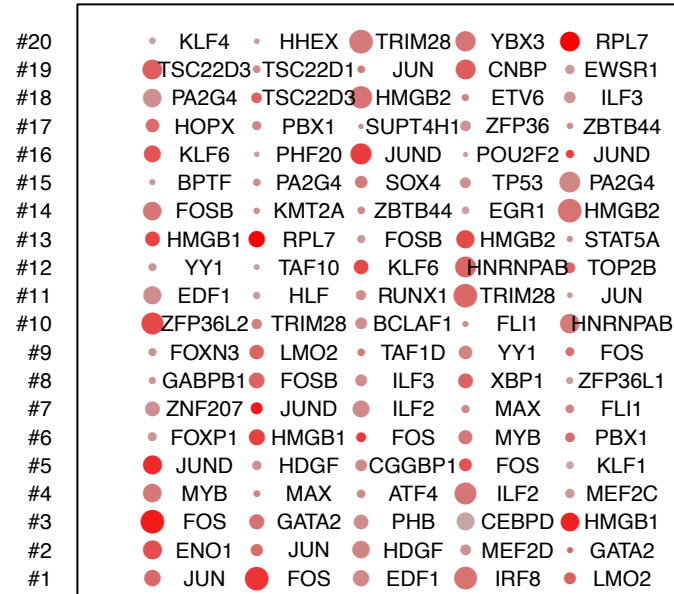 #20 KLF4 HHEX TRIM28 YBX3 RPL7
#19 TSC22D3 TSC22D1 JUN CNBP EWSR1
#18 PA2G4 TSC22D3 HMGB2 ETV6 ILF3
#17 HOPX PBX1 SUPT4H1 ZFP36 ZBTB44
#16 KLF6 PHF20 JUND POU2F2 JUND
#15 BPTF PA2G4 SOX4 TP53 PA2G4
#14 FOSB KMT2A ZBTB44 EGR1 HMGB2
#13 HMGB1 RPL7 FOSB HMGB2 STAT5A
#12 YY1 TAF10 KLF6 HNRNPAB TOP2B
#11 EDF1 HLF RUNX1 TRIM28 JUN
#10 ZFP36L2 TRIM28 BCLAF1 FLI1 HNRNPAB
#9 FOXN3 LMO2 TAF1D YY1 FOS
#8 GABPB1 FOSB ILF3 XBP1 ZFP36L1
#7 ZNF207 JUND ILF2 MAX FLI1
#6 FOXP1 HMGB1 FOS MYB PBX1
#5 JUND HDGF CGGBP1 FOS KLF1
#4 MYB MAX ATF4 ILF2 MEF2C
#3 FOS GATA2 PHB CEBPD HMGB1
#2 ENO1 JUN HDGF MEF2D GATA2
#1 JUN FOS EDF1 IRF8 LMO2